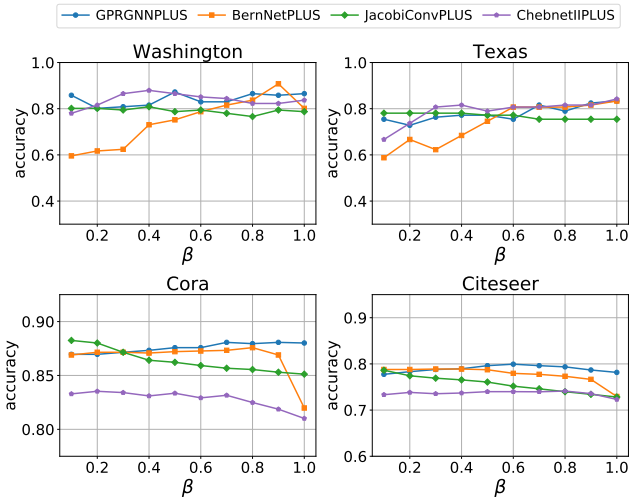 GPRGNNPLUS BernNetPLUS JacobiConvPLUS ChebnetIIPLUS
Washington
Texas
accuracy
1.0
0.8
0.6
0.4
0.2 0.4 0.6 0.8 1.0
β
accuracy
1.0
0.8
0.6
0.4
0.2 0.4 0.6 0.8 1.0
β
Cora
Citeseer
accuracy
0.90
0.85
0.80
0.2 0.4 0.6 0.8 1.0
β
accuracy
0.9
0.8
0.7
0.6
0.2 0.4 0.6 0.8 1.0
β